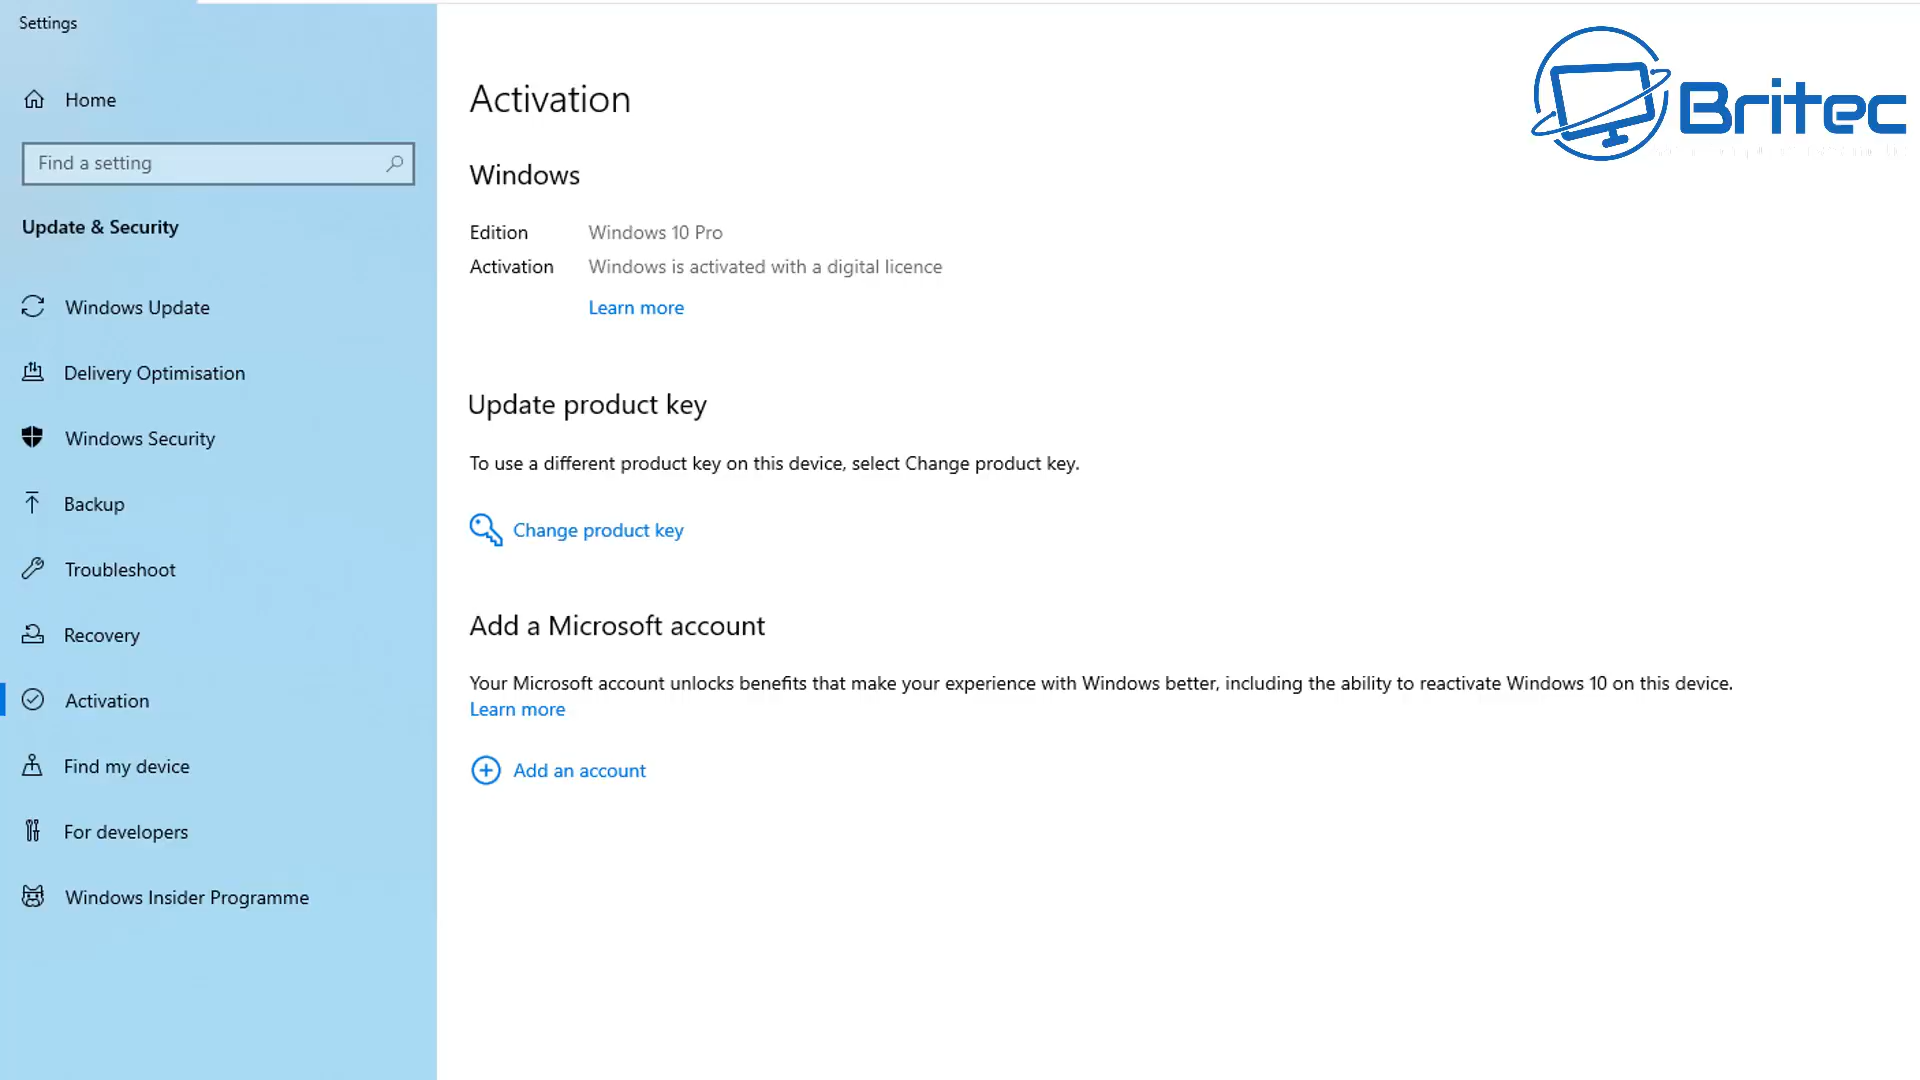 Settings
Home
Find a setting
Update & Security
Windows Update
Delivery Optimisation
Windows Security
Backup
Troubleshoot
Recovery
Activation
Find my device
For developers
Windows Insider Programme
Activation
Windows
Edition Windows 10 Pro
Activation Windows is activated with a digital licence
Learn more
Update product key
To use a different product key on this device, select Change product key.
Change product key
Add a Microsoft account
Your Microsoft account unlocks benefits that make your experience with Windows better, including the ability to reactivate Windows 10 on this device.
Learn more
Add an account
Britec